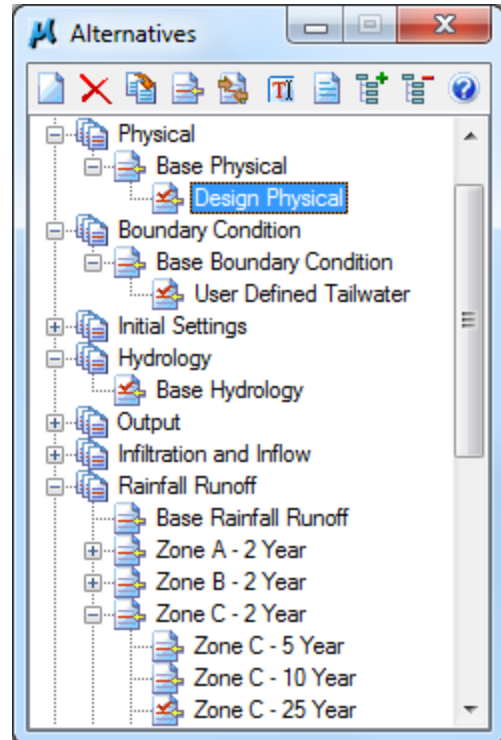 Alternatives
Physical
Base Physical
Design Physical
Boundary Condition
Base Boundary Condition
User Defined Tailwater
Initial Settings
Hydrology
Base Hydrology
Output
Infiltration and Inflow
Rainfall Runoff
Base Rainfall Runoff
Zone A - 2 Year
Zone B - 2 Year
Zone C - 2 Year
Zone C - 5 Year
Zone C - 10 Year
Zone C - 25 Year